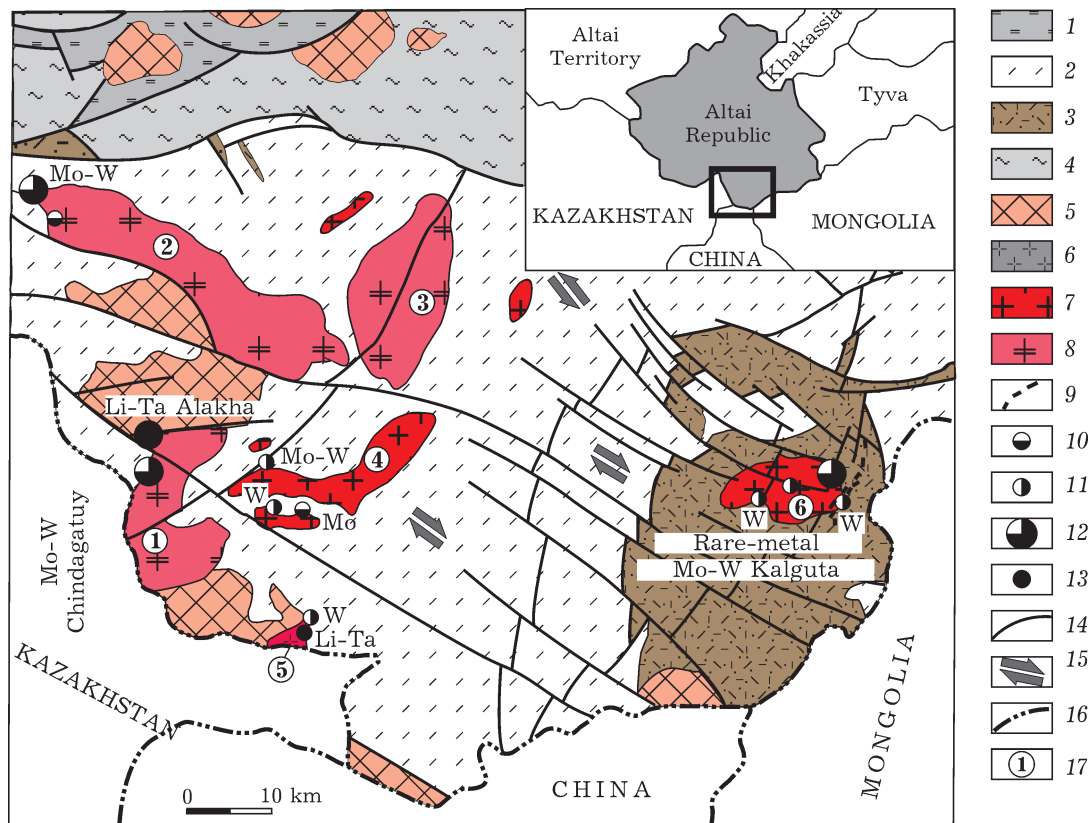 Altai
Territory
Khakassia
Tyva
Altai
Republic
KAZAKHSTAN
MONGOLIA
CHINA
Mo-W
2
3
Li-Ta Alakha
Mo-W
4
W
Mo
1
Mo-W
Chindagatuy
W
Li-Ta
5
6
W
W
Rare-metal
Mo-W Kalguta
KAZAKHSTAN
CHINA
MONGOLIA
0 10 km
1
2
3
4
5
6
7
8
9
10
11
12
13
14
15
16
1 17